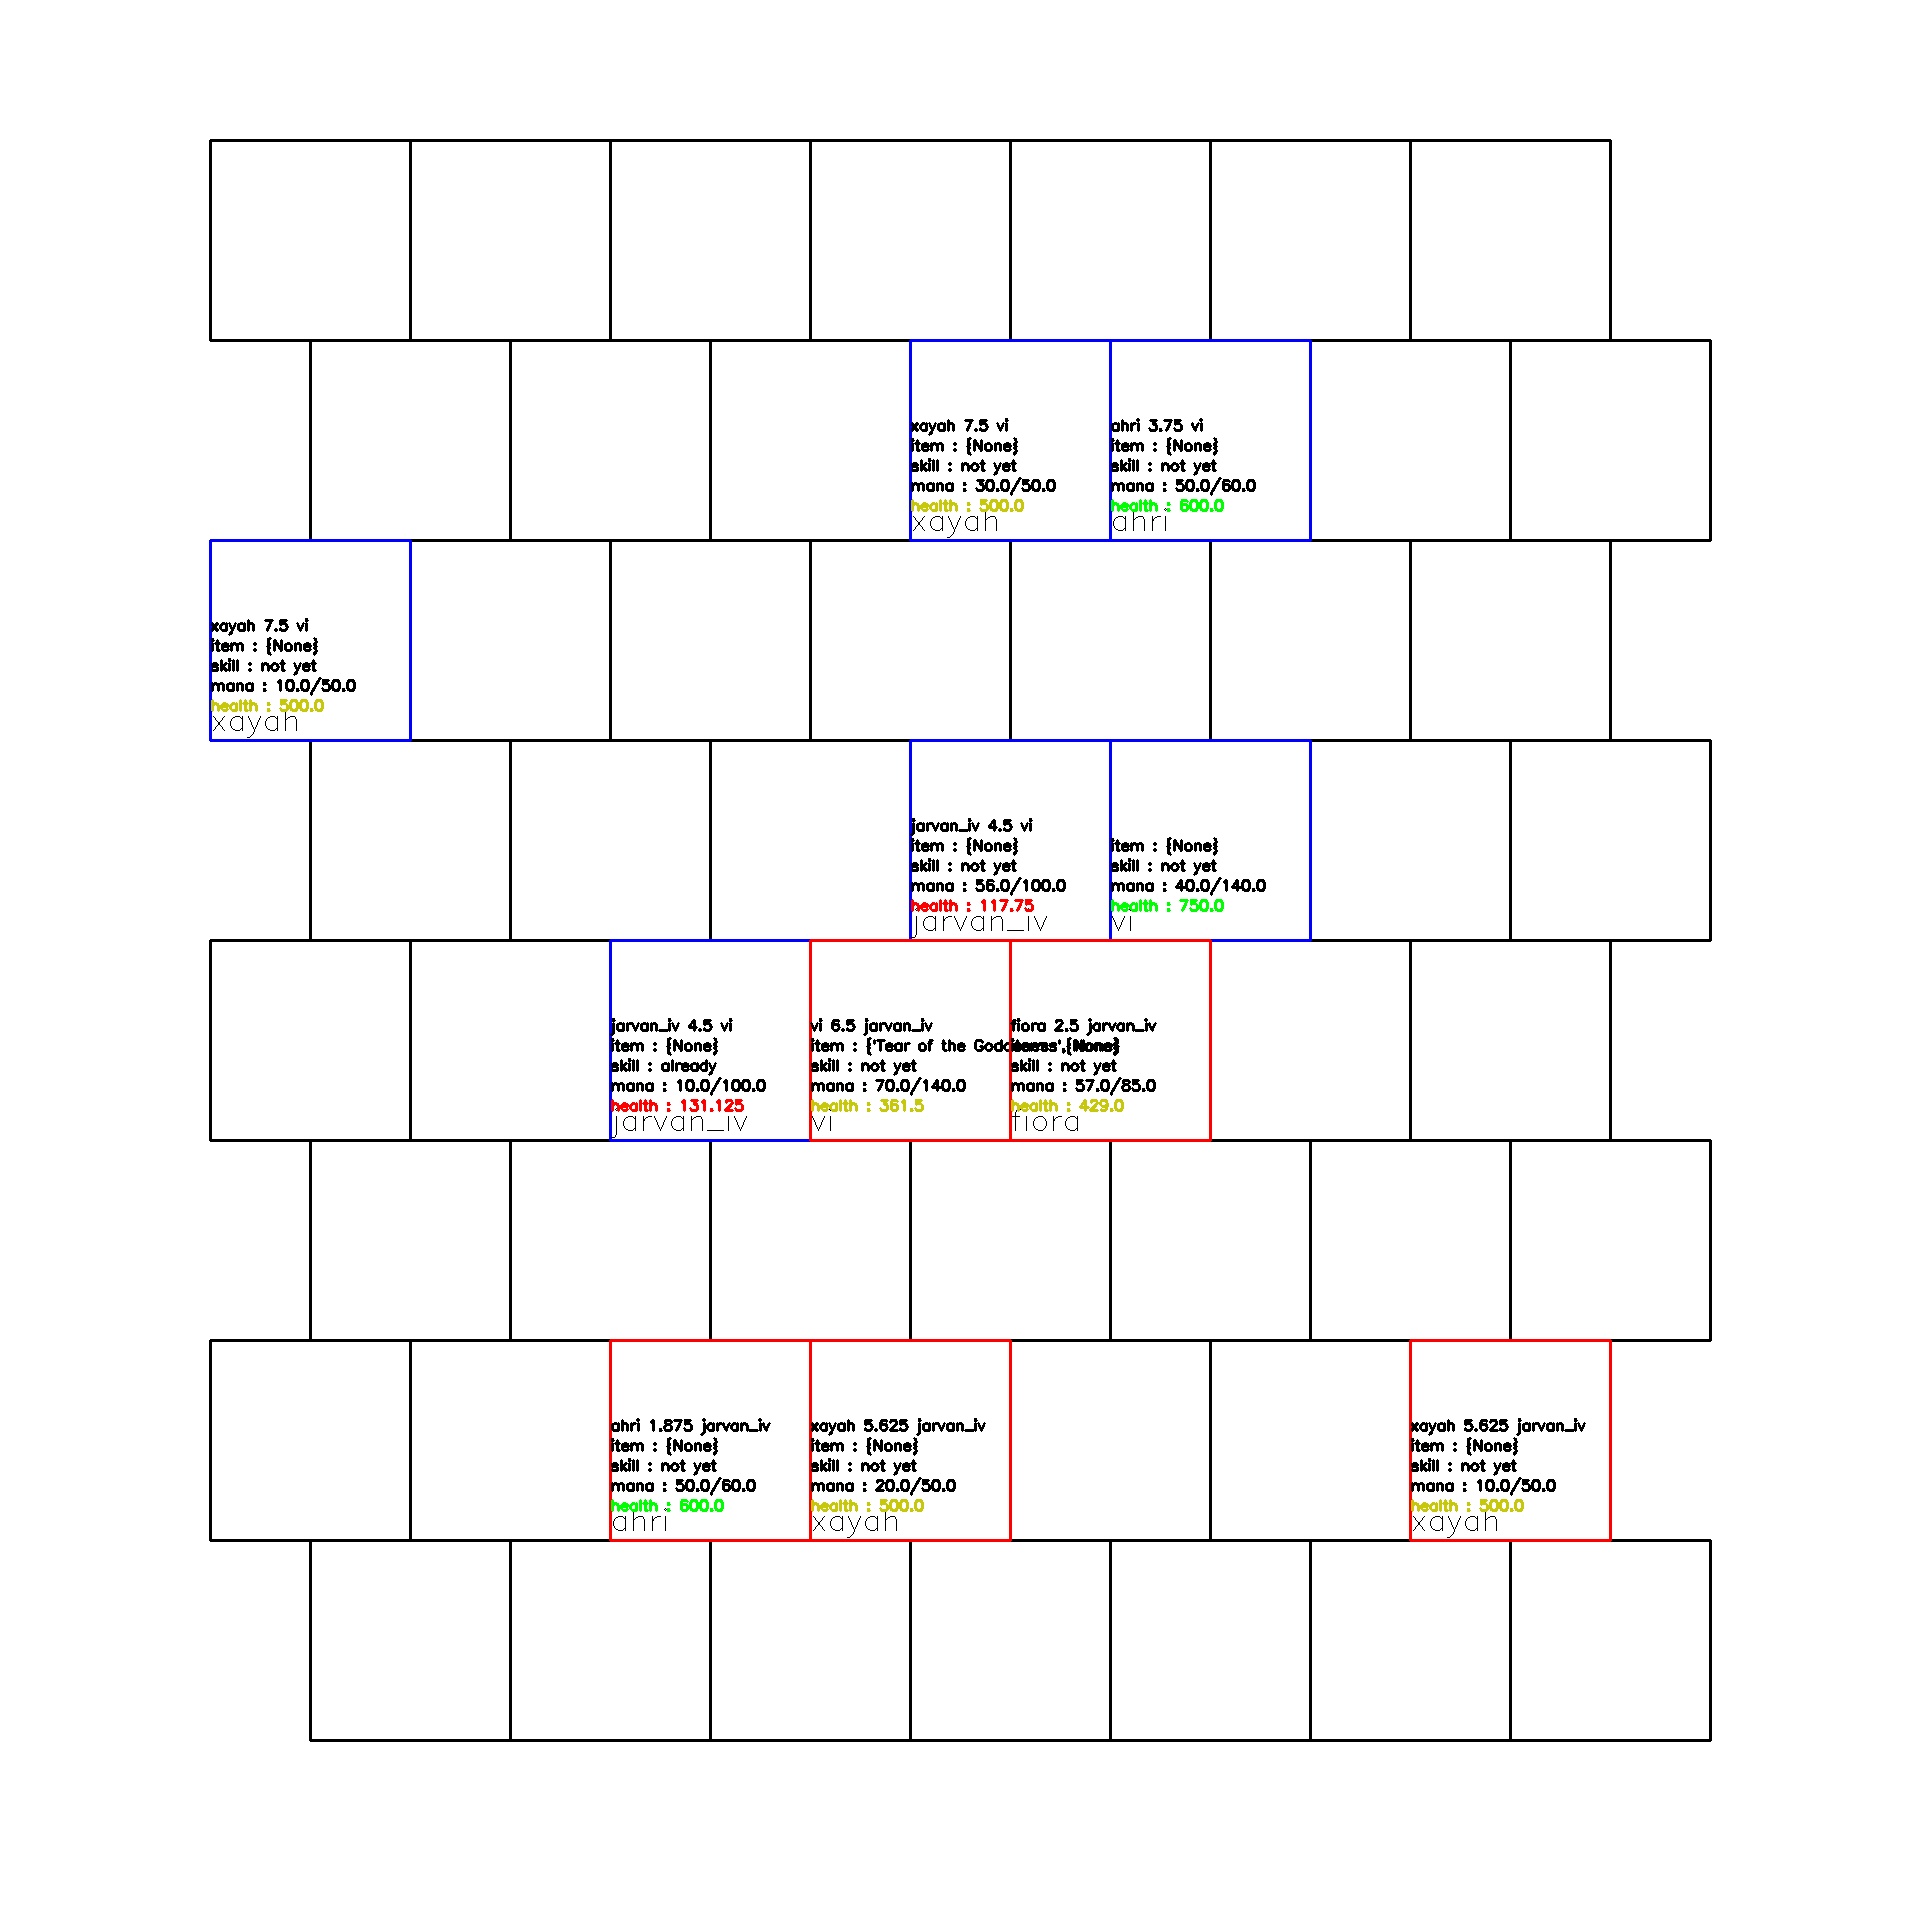 xayah 7.5 vi
item : {None}
skill : not yet
mana : 30.0/50.0
health : 500.0
xayah
ahri 3.75 vi
item : {None}
skill : not yet
mana : 50.0/60.0
health : 600.0
ahri
xayah 7.5 vi
item : {None}
skill : not yet
mana : 10.0/50.0
health : 500.0
xayah
jarvan_iv 4.5 vi
item : {None}
skill : not yet
mana : 56.0/100.0
health : 117.75
jarvan_iv
item : {None}
skill : not yet
mana : 40.0/140.0
health : 750.0
vi
jarvan_iv 4.5 vi
item : {None}
skill : already
mana : 10.0/100.0
health : 131.125
jarvan_iv
vi 6.5 jarvan_iv
item : {'Tear of the
skill : not yet
mana : 70.0/140.0
health : 361.5
vi
fiora 2.5 jarvan_iv
skill : not yet
mana : 57.0/85.0
health : 429.0
fiora
ahri 1.875 jarvan_iv
item : {None}
skill : not yet
mana : 50.0/60.0
health : 600.0
ahri
xayah 5.625 jarvan_iv
item : {None}
skill : not yet
mana : 20.0/50.0
health : 500.0
xayah
xayah 5.625 jarvan_iv
item : {None}
skill : not yet
mana : 10.0/50.0
health : 500.0
xayah